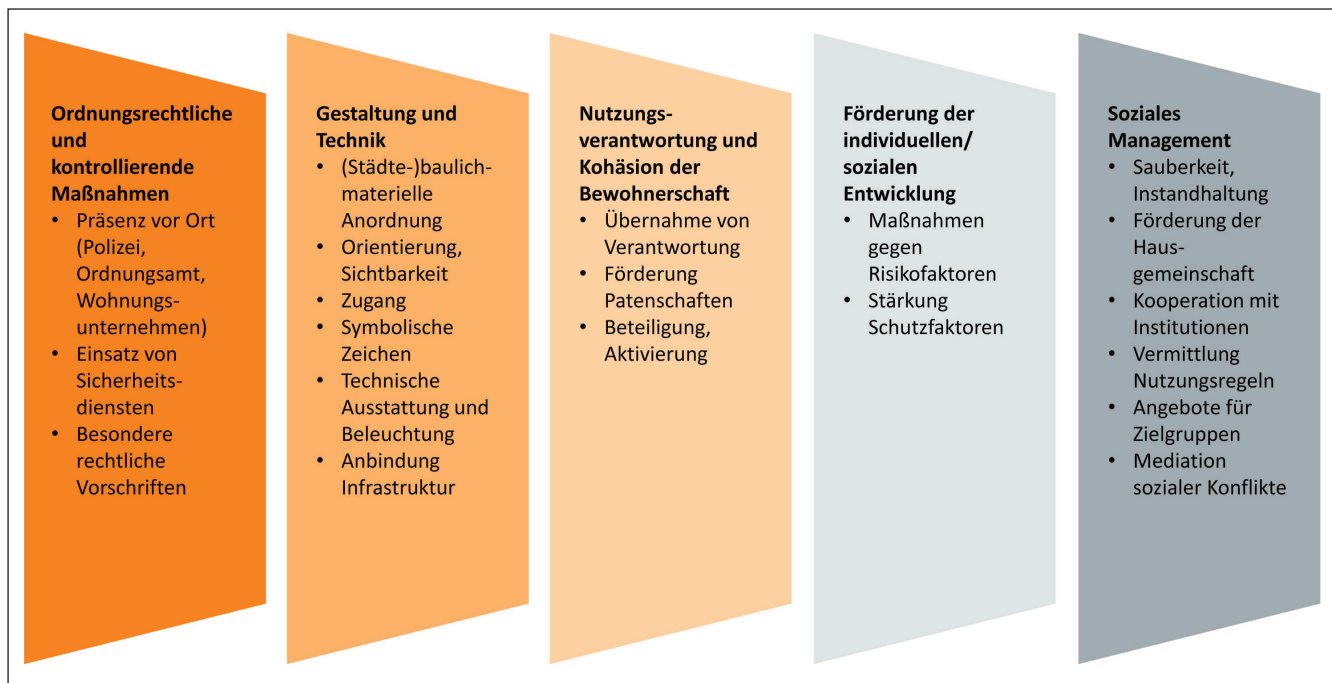 Ordnungsrechtliche
und
kontrollierende
Maßnahmen
• Präsenz vor Ort
(Polizei,
Ordnungsamt,
Wohnungs-
unternehmen)
• Einsatz von
Sicherheits-
diensten
• Besondere
rechtliche
Vorschriften
Gestaltung und
Technik
• (Städte-)baulich-
materielle
Anordnung
• Orientierung,
Sichtbarkeit
• Zugang
• Symbolische
Zeichen
• Technische
Ausstattung und
Beleuchtung
• Anbindung
Infrastruktur
Nutzungs-
verantwortung und
Kohäsion der
Bewohnerschaft
• Übernahme von
Verantwortung
• Förderung
Patenschaften
• Beteiligung,
Aktivierung
Förderung der
individuellen/
sozialen
Entwicklung
• Maßnahmen
gegen
Risikofaktoren
• Stärkung
Schutzfaktoren
Soziales
Management
• Sauberkeit,
Instandhaltung
• Förderung der
Haus-
gemeinschaft
• Kooperation mit
Institutionen
• Vermittlung
Nutzungsregeln
• Angebote für
Zielgruppen
• Mediation
sozialer Konflikte